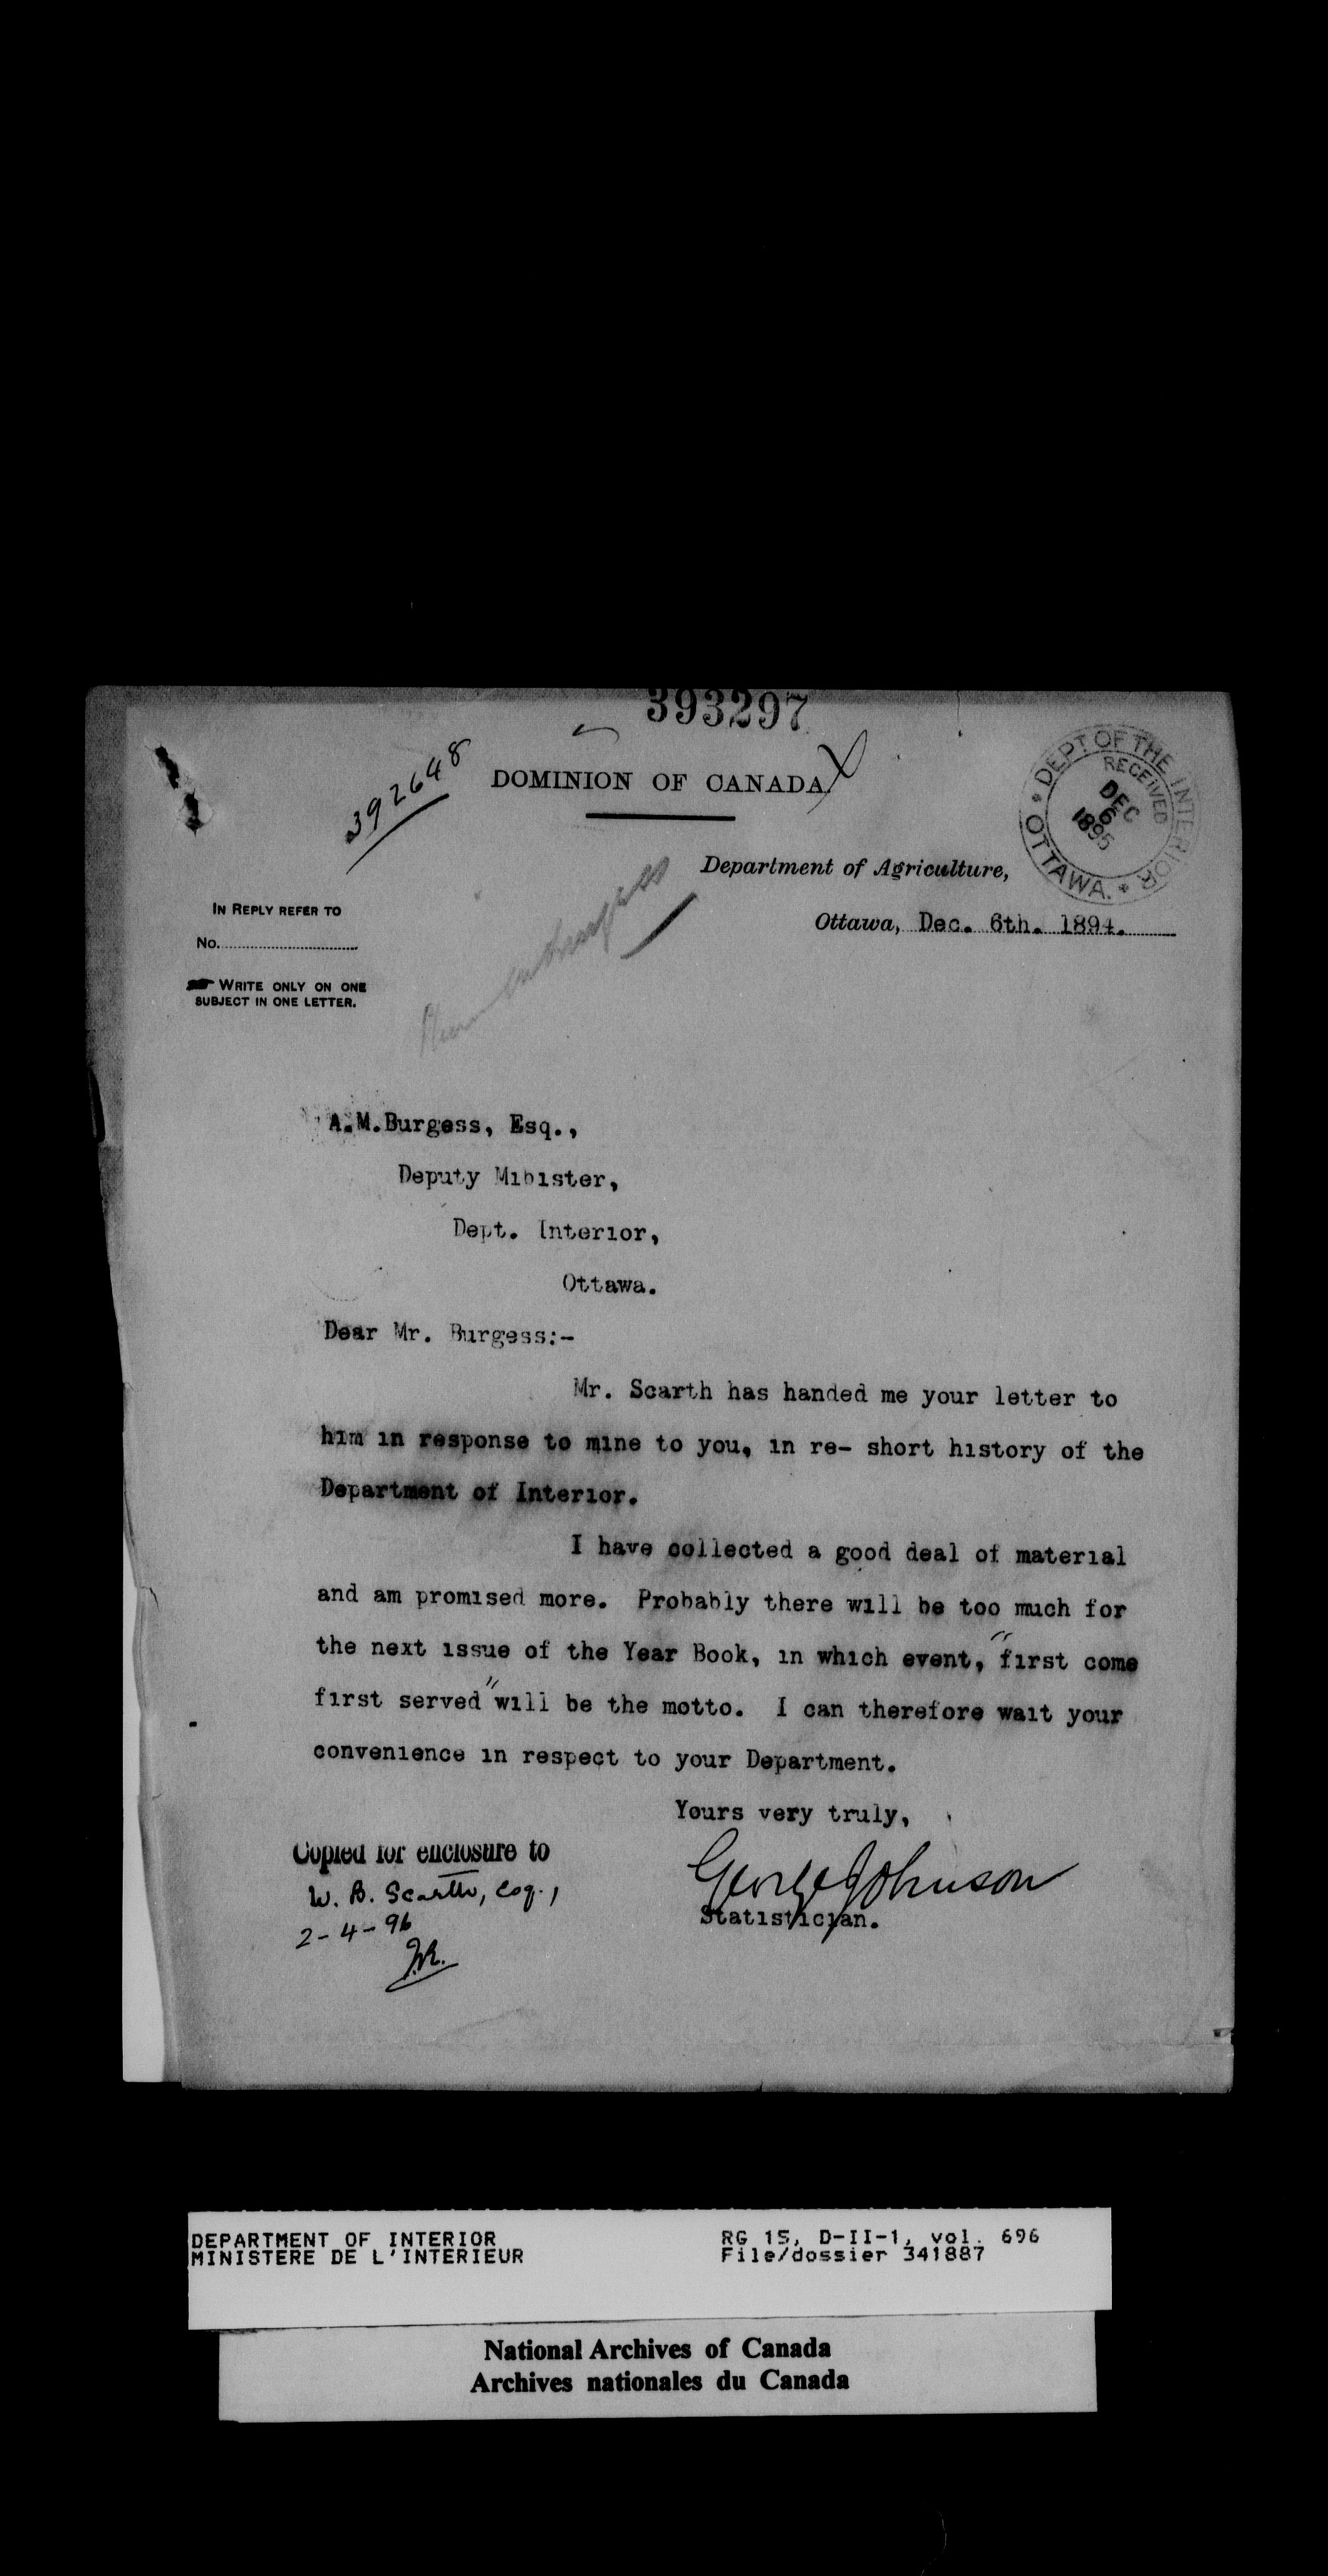 393297
392648
DOMINION OF CANADA
DEPT OF THE INTERIOR
RECEIVED
DEC
6
1895
OTTAWA.
Department of Agriculture,
Ottawa, Dec. 6th. 1894.
IN REPLY REFER TO
No.
WRITE ONLY ON ONE
SUBJECT IN ONE LETTER.
A.M.Burgess, Esq.,
Deputy Mibister,
Dept. Interior,
Ottawa.
Dear Mr. Burgess:-
Mr. Scarth has handed me your letter to
him in response to mine to you, in re- short history of the
Department of Interior.
I have collected a good deal of material
and am promised more. Probably there will be too much for
the next issue of the Year Book, in which event, "first come
first served" will be the motto. I can therefore wait your
convenience in respect to your Department.
Yours very truly,
George Johnson
Statistician.
Copied for enclosure to
W. B. Scarth, Esq.,
2-4-96
DEPARTMENT OF INTERIOR
MINISTERE DE L'INTERIEUR
RG 15, D-II-1, vol. 696
File/dossier 341887
National Archives of Canada
Archives nationales du Canada